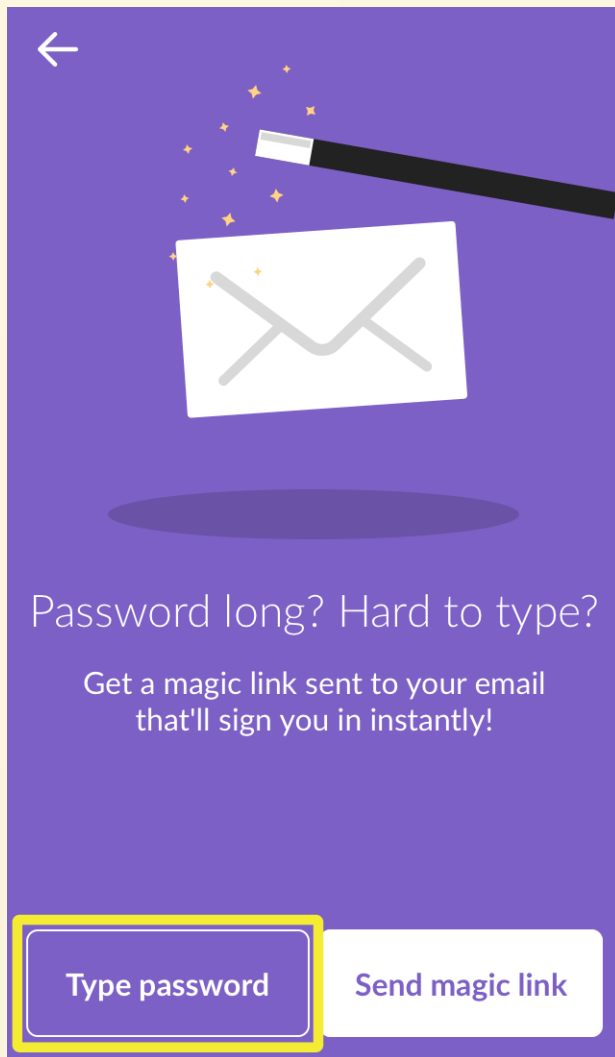 Password long? Hard to type?
Get a magic link sent to your email
that'll sign you in instantly!
Type password
Send magic link